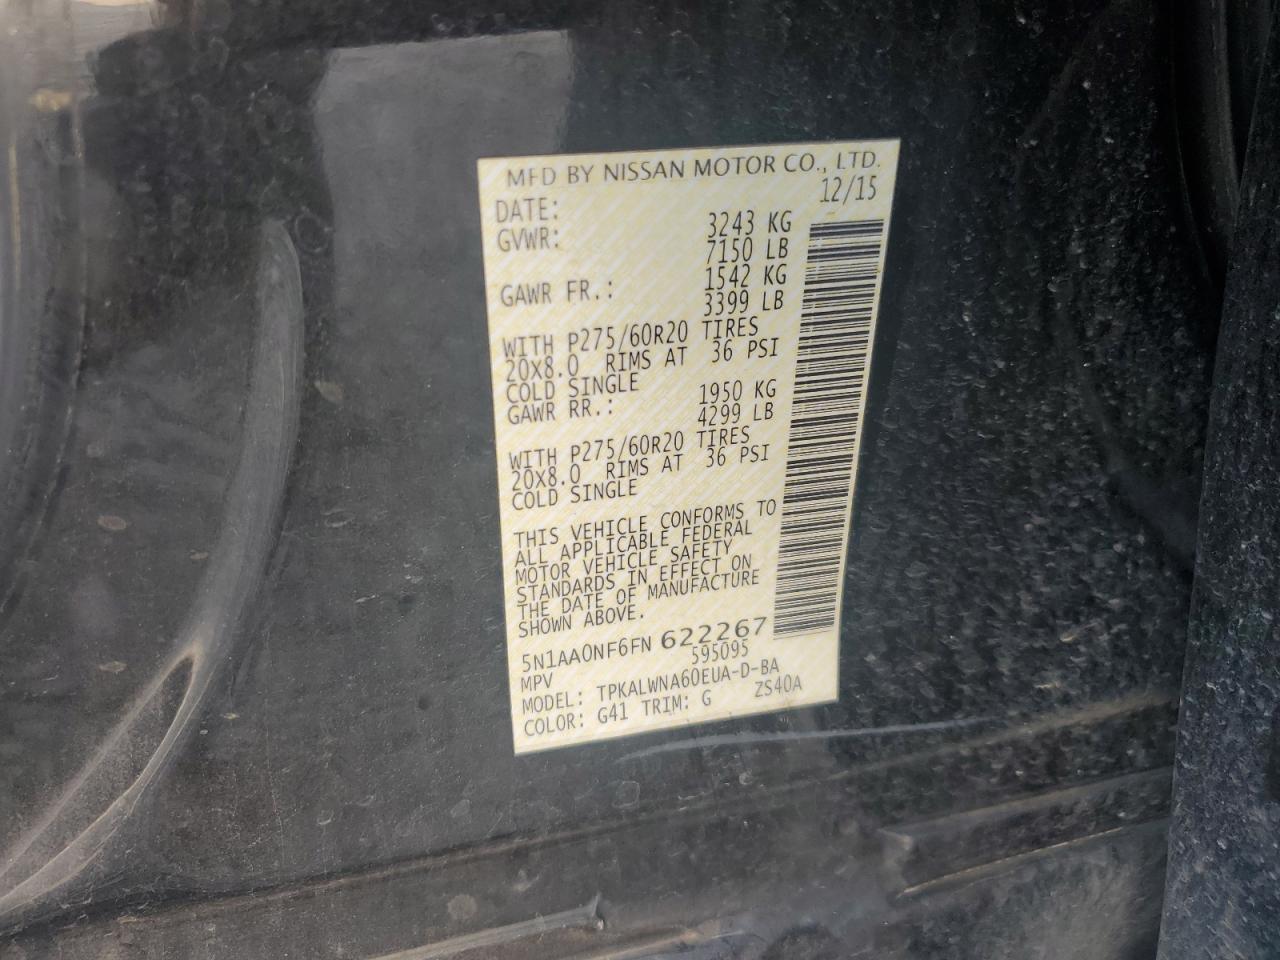 MFD BY NISSAN MOTOR CO., LTD.
DATE: 12/15
GVWR: 3243 KG
7150 LB
GAWR FR.: 1542 KG
3399 LB
WITH P275/60R20 TIRES
20X8.0 RIMS AT 36 PSI
COLD SINGLE
GAWR RR.: 1950 KG
4299 LB
WITH P275/60R20 TIRES
20X8.0 RIMS AT 36 PSI
COLD SINGLE
THIS VEHICLE CONFORMS TO
ALL APPLICABLE FEDERAL
MOTOR VEHICLE SAFETY
STANDARDS IN EFFECT ON
THE DATE OF MANUFACTURE
SHOWN ABOVE.
5N1AA0NF6FN 622267
MPV 595095
MODEL: TPKALWNA60EUA-D-BA
COLOR: G41 TRIM: G ZS40A